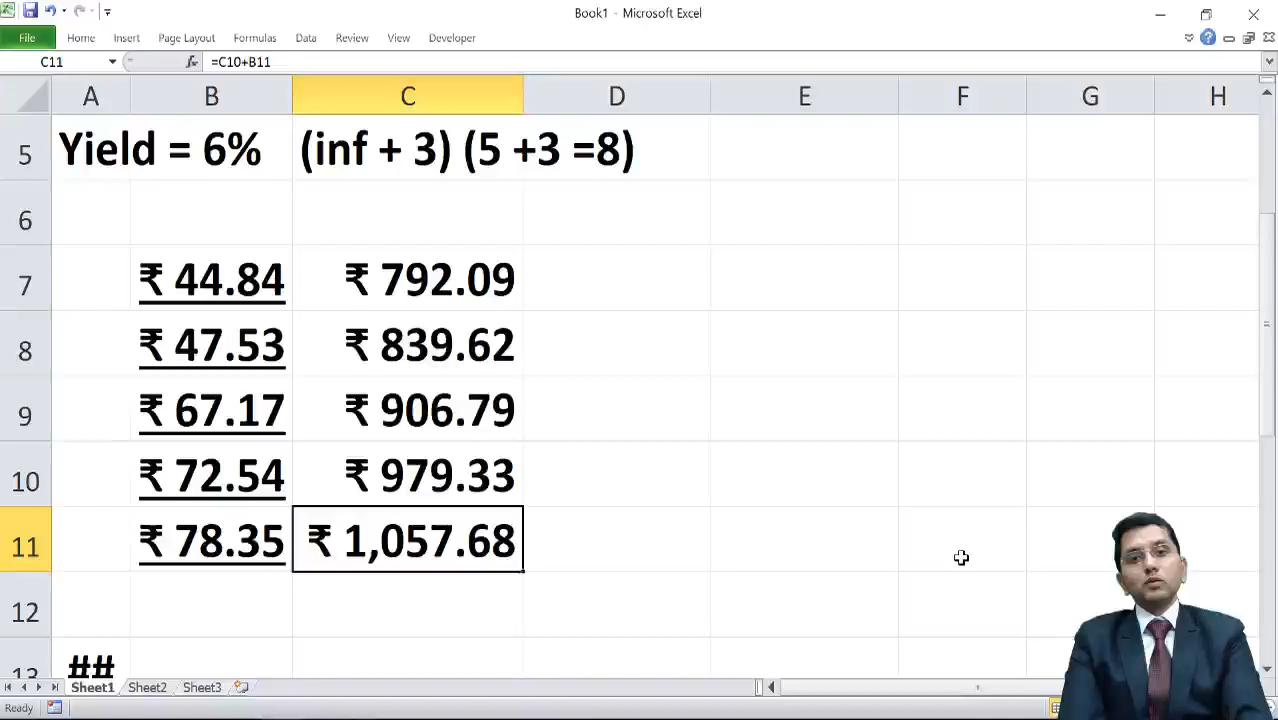 Book1 - Microsoft Excel
File Home Insert Page Layout Formulas Data Review View Developer
C11 fx =C10+B11
A B C D E F G H
5 Yield = 6% (inf + 3) (5 +3 =8)
6
7 ₹ 44.84 ₹ 792.09
8 ₹ 47.53 ₹ 839.62
9 ₹ 67.17 ₹ 906.79
10 ₹ 72.54 ₹ 979.33
11 ₹ 78.35 ₹ 1,057.68
12
13 ##
Sheet1 Sheet2 Sheet3
Ready